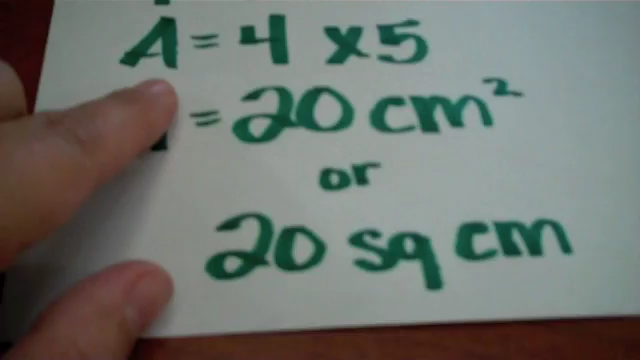 A = 4 x 5
= 20 cm²
or
20 sq cm